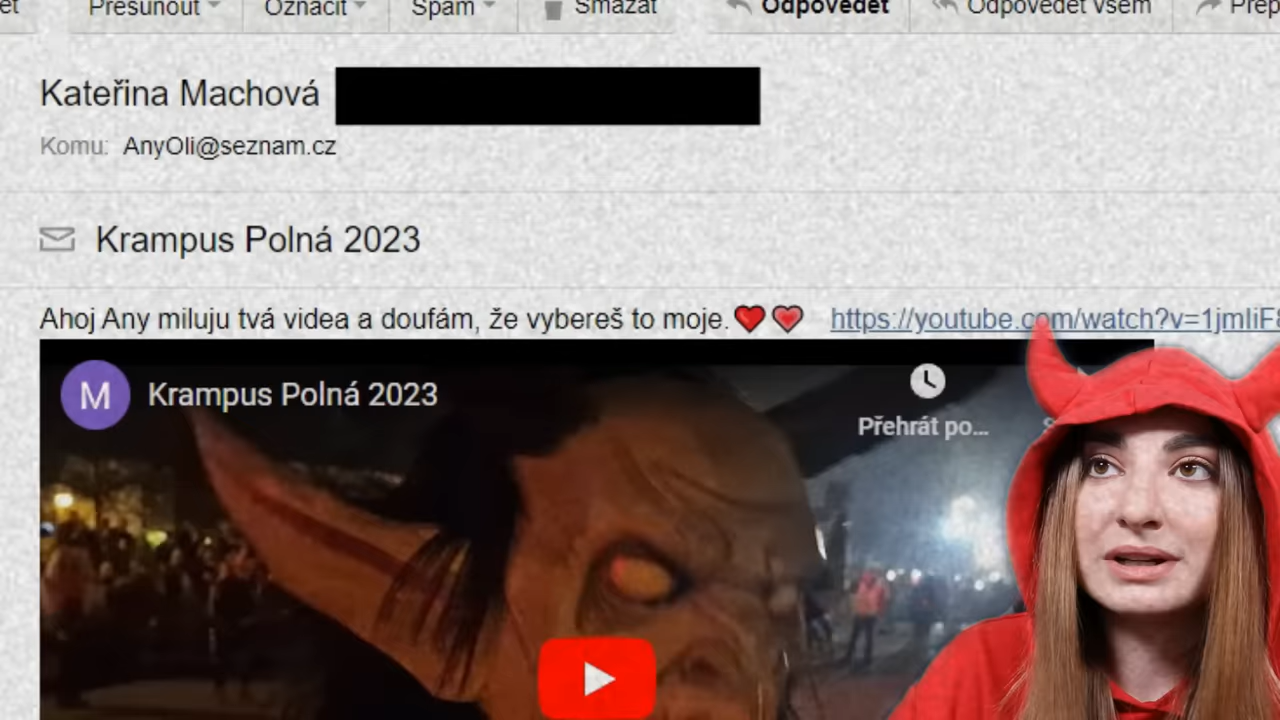 Přesunout Označit Spam Smazat Odpovědět Odpovědět všem
Kateřina Machová
Komu: AnyOli@seznam.cz
Krampus Polná 2023
Ahoj Any miluju tvá videa a doufám, že vybereš to moje.❤️💗 https://youtube.com/watch?v=1jmIiF
M Krampus Polná 2023
Přehrát po...